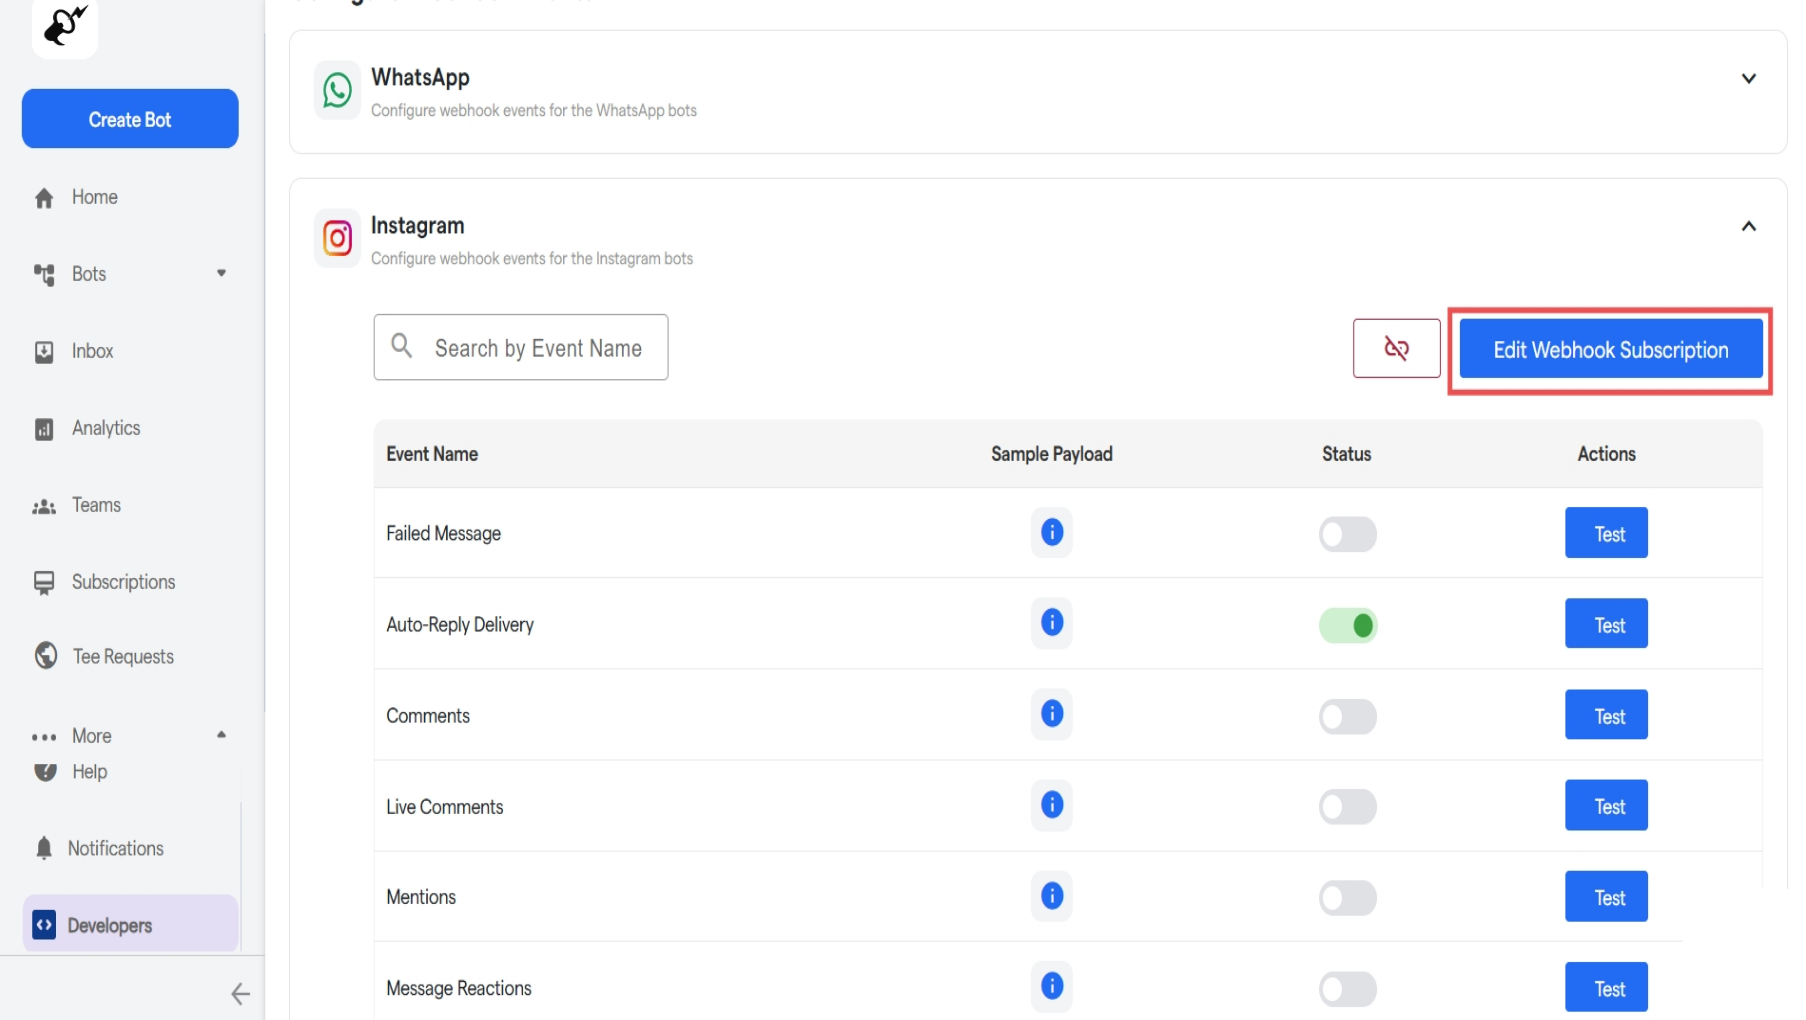 Create Bot
Home
Bots
Inbox
Analytics
Teams
Subscriptions
Tee Requests
More
Help
Notifications
Developers
WhatsApp
Configure webhook events for the WhatsApp bots
Instagram
Configure webhook events for the Instagram bots
Search by Event Name
Edit Webhook Subscription
Event Name Sample Payload Status Actions
Failed Message Test
Auto-Reply Delivery Test
Comments Test
Live Comments Test
Mentions Test
Message Reactions Test